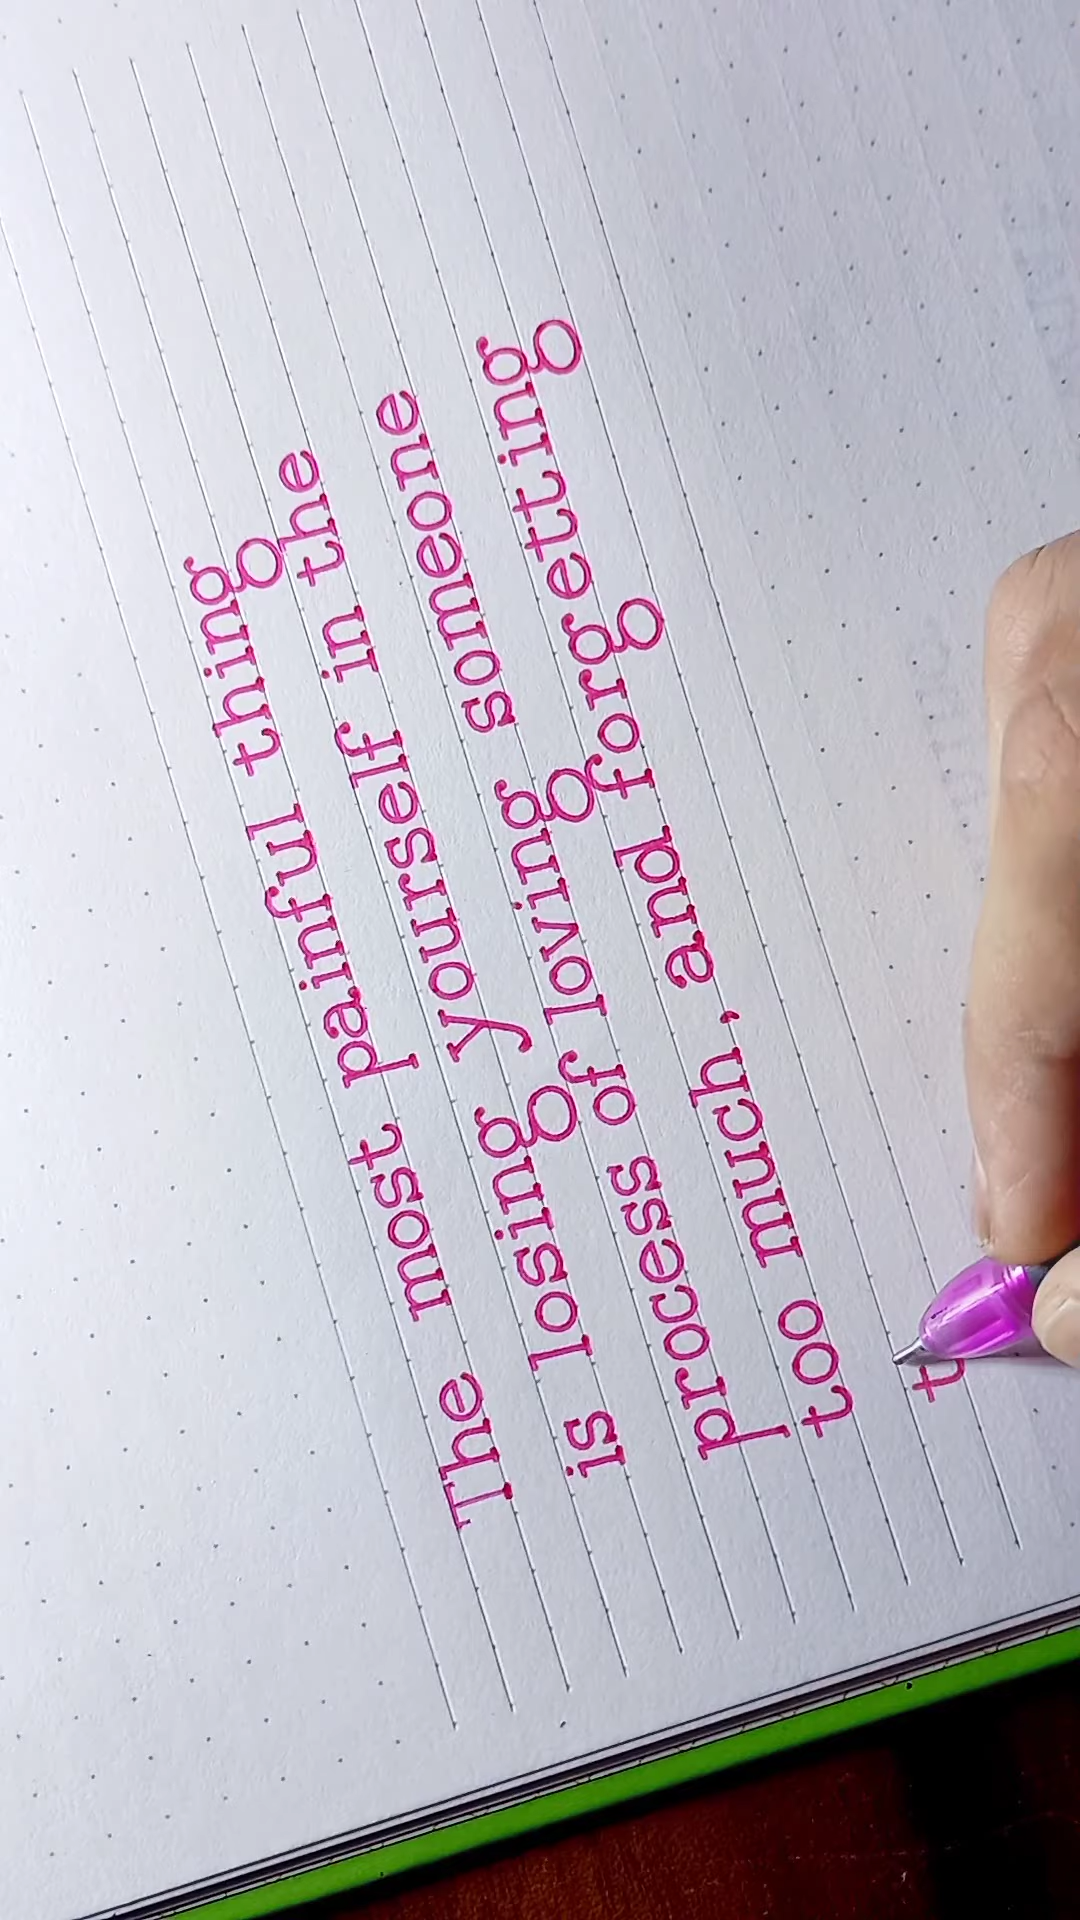 The most painful thing
is losing yourself in the
process of loving someone
too much, and forgetting
t